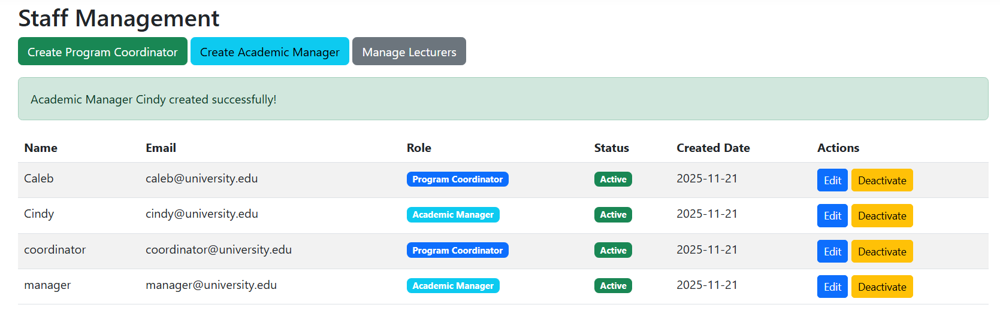 Staff Management
Create Program Coordinator Create Academic Manager Manage Lecturers
Academic Manager Cindy created successfully!
Name Email Role Status Created Date Actions
Caleb caleb@university.edu Program Coordinator Active 2025-11-21 Edit Deactivate
Cindy cindy@university.edu Academic Manager Active 2025-11-21 Edit Deactivate
coordinator coordinator@university.edu Program Coordinator Active 2025-11-21 Edit Deactivate
manager manager@university.edu Academic Manager Active 2025-11-21 Edit Deactivate